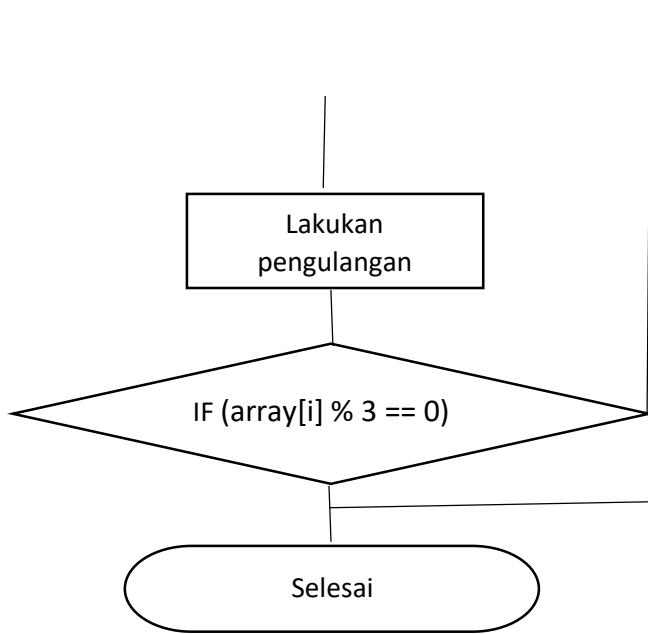 Lakukan
pengulangan
IF (array[i] % 3 == 0)
Selesai